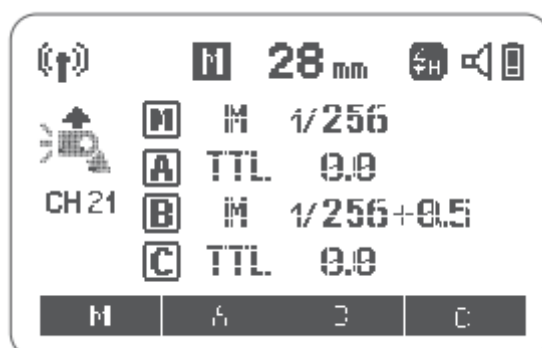 M 28 mm H
M M 1/256
A TTL 0.0
CH 21
B M 1/256+0.5
C TTL 0.0
M A B C